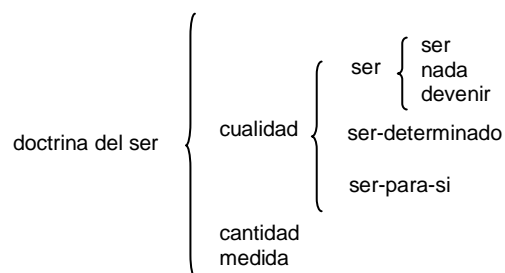 doctrina del ser
cualidad
ser
ser
nada
devenir
ser-determinado
ser-para-si
cantidad
medida